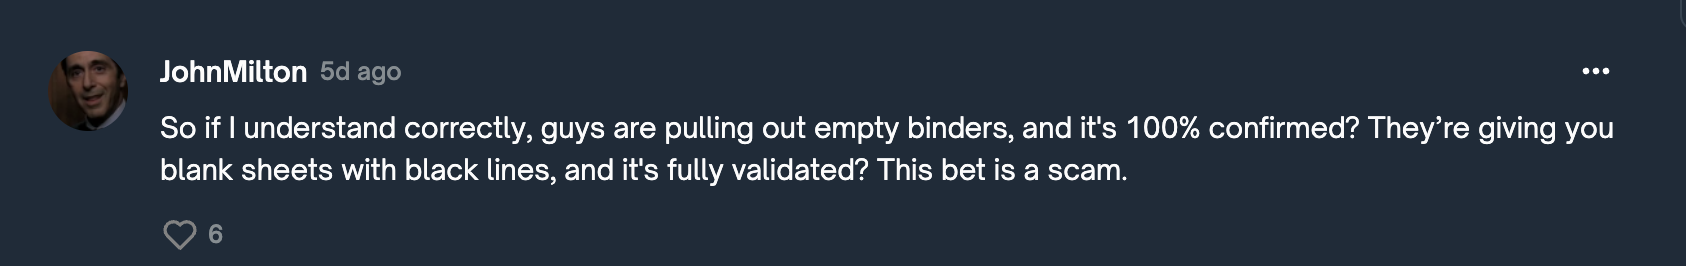 JohnMilton 5d ago
So if I understand correctly, guys are pulling out empty binders, and it's 100% confirmed? They’re giving you
blank sheets with black lines, and it's fully validated? This bet is a scam.
6